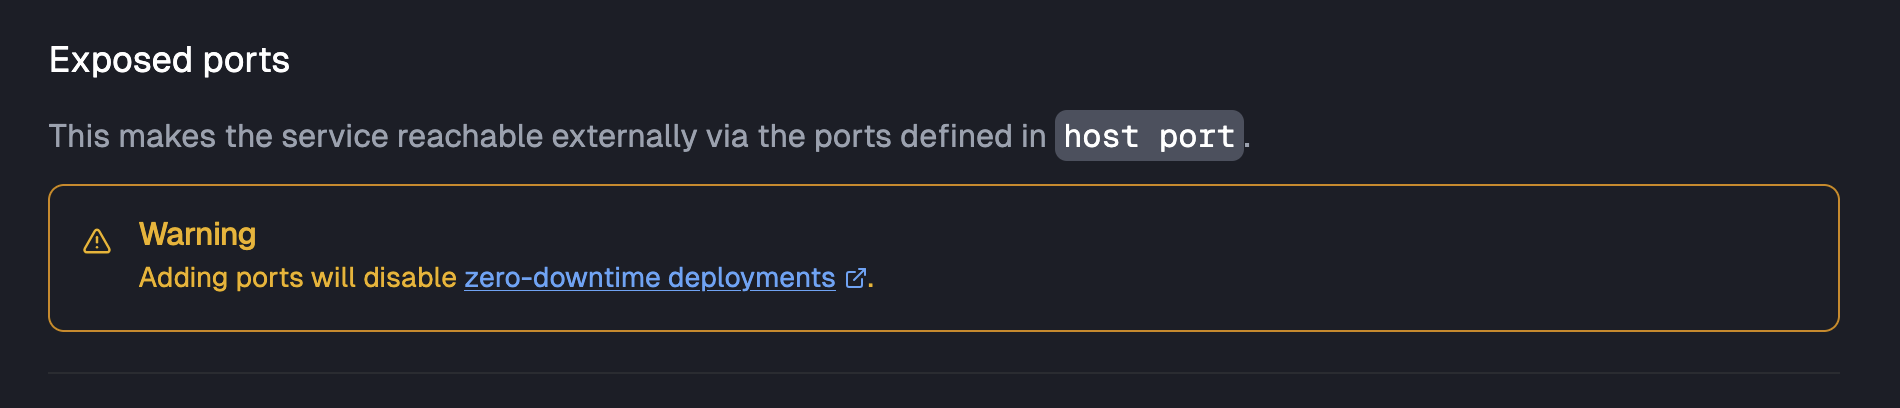 Exposed ports
This makes the service reachable externally via the ports defined in host port.
Warning
Adding ports will disable zero-downtime deployments.